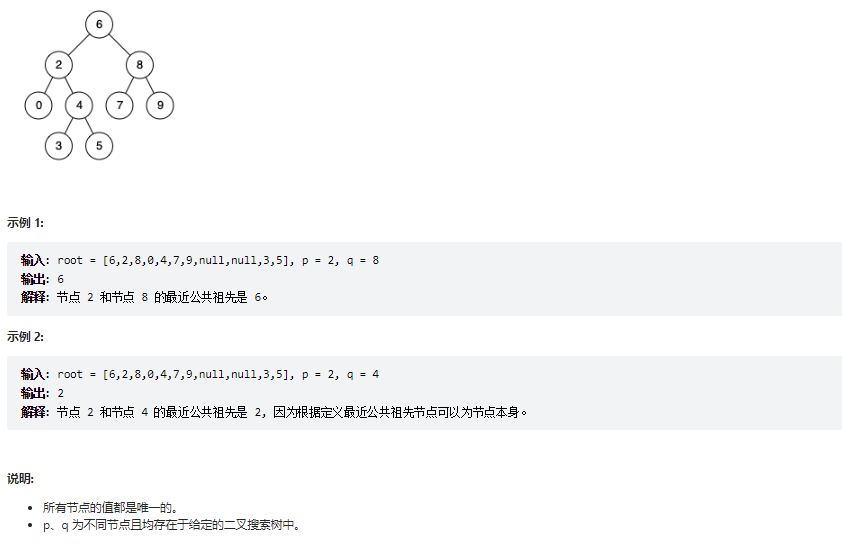 6
2 8
0 4 7 9
3 5
示例 1:
输入: root = [6,2,8,0,4,7,9,null,null,3,5], p = 2, q = 8
输出: 6
解释: 节点 2 和节点 8 的最近公共祖先是 6。
示例 2:
输入: root = [6,2,8,0,4,7,9,null,null,3,5], p = 2, q = 4
输出: 2
解释: 节点 2 和节点 4 的最近公共祖先是 2, 因为根据定义最近公共祖先节点可以为节点本身。
说明:
• 所有节点的值都是唯一的。
• p、q 为不同节点且均存在于给定的二叉搜索树中。